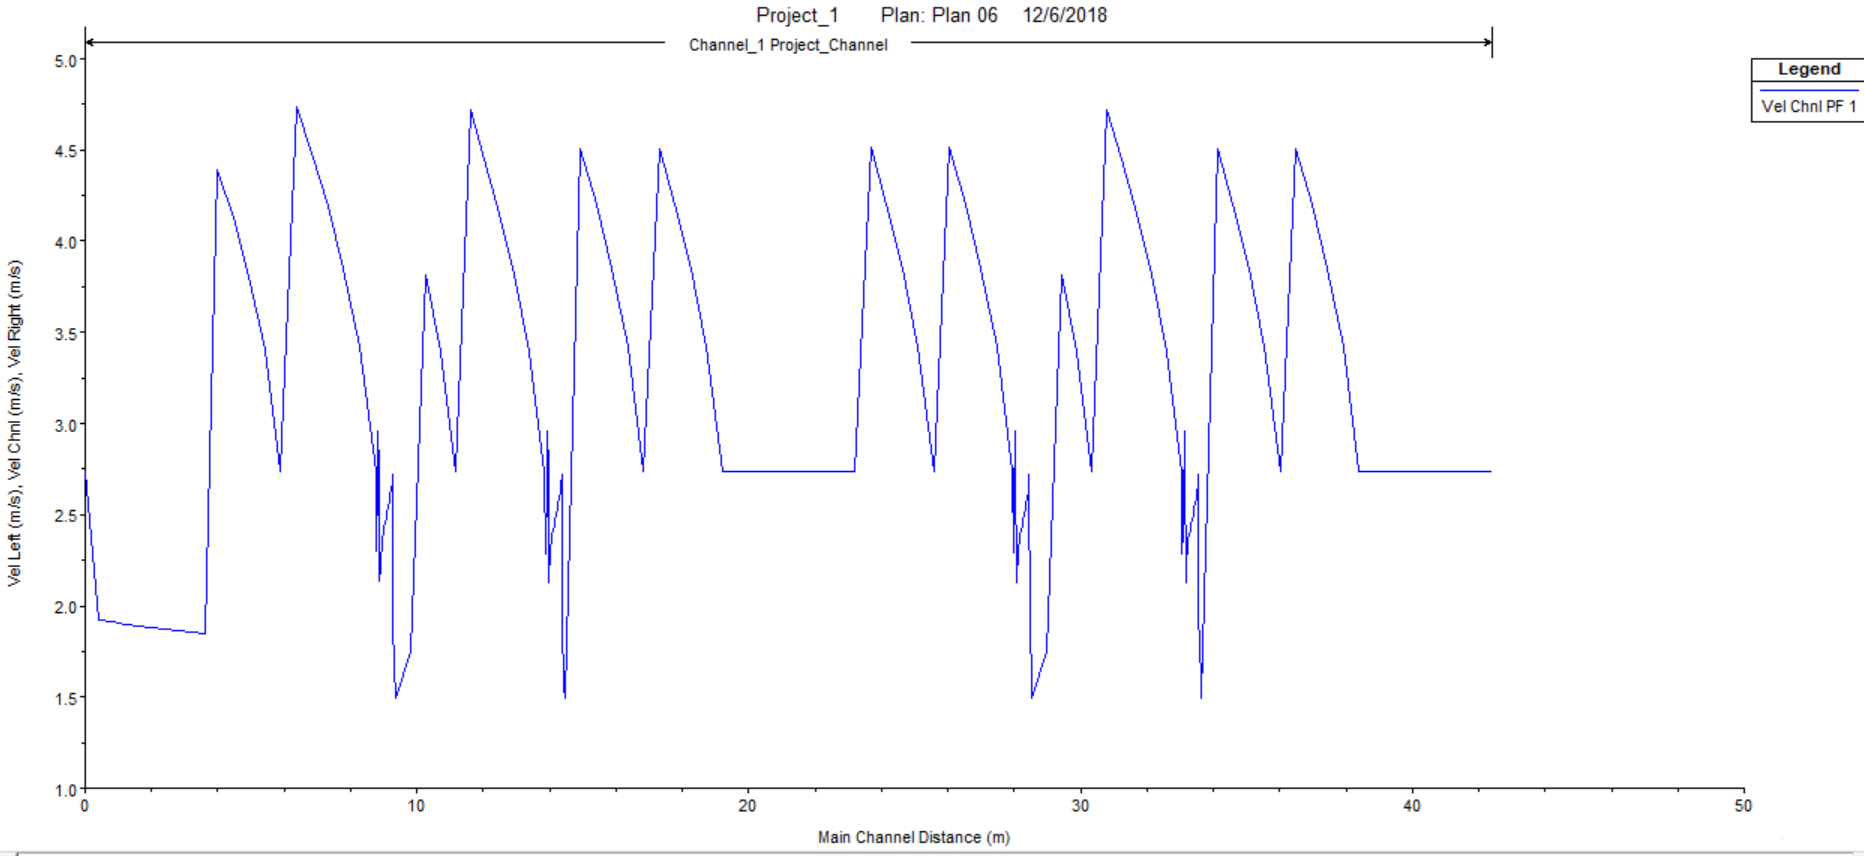 Project_1 Plan: Plan 06 12/6/2018
Channel_1 Project_Channel
Legend
Vel Chnl PF 1
Vel Left (m/s), Vel Chnl (m/s), Vel Right (m/s)
5.0
4.5
4.0
3.5
3.0
2.5
2.0
1.5
1.0
0 10 20 30 40 50
Main Channel Distance (m)